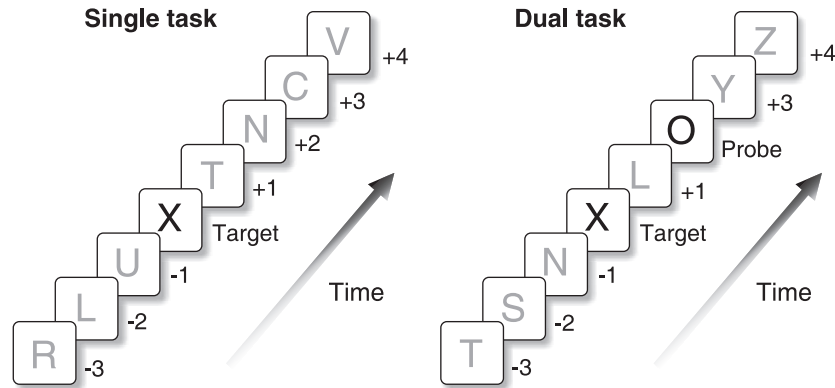 Single task
V
+4
C
+3
N
+2
T
+1
X
Target
U
-1
L
-2
R
-3
Time
Dual task
Z
+4
Y
+3
O
Probe
L
+1
X
Target
N
-1
S
-2
T
-3
Time